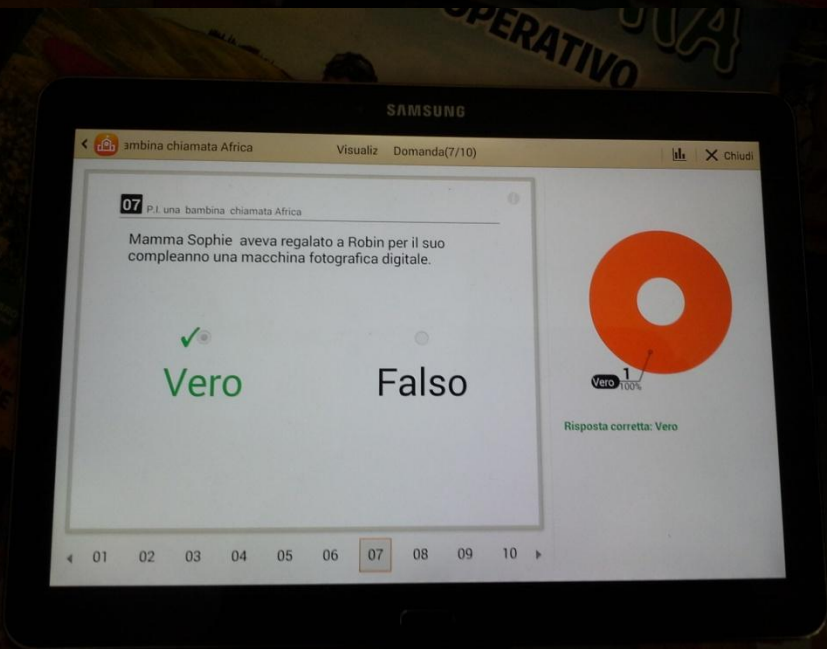 OPERATIVO
SAMSUNG
ambina chiamata Africa
Visualiz Domanda(7/10)
Chiudi
07 P.I. una bambina chiamata Africa
Mamma Sophie aveva regalato a Robin per il suo
compleanno una macchina fotografica digitale.
Vero
Falso
Vero 1
100%
Risposta corretta: Vero
01 02 03 04 05 06 07 08 09 10